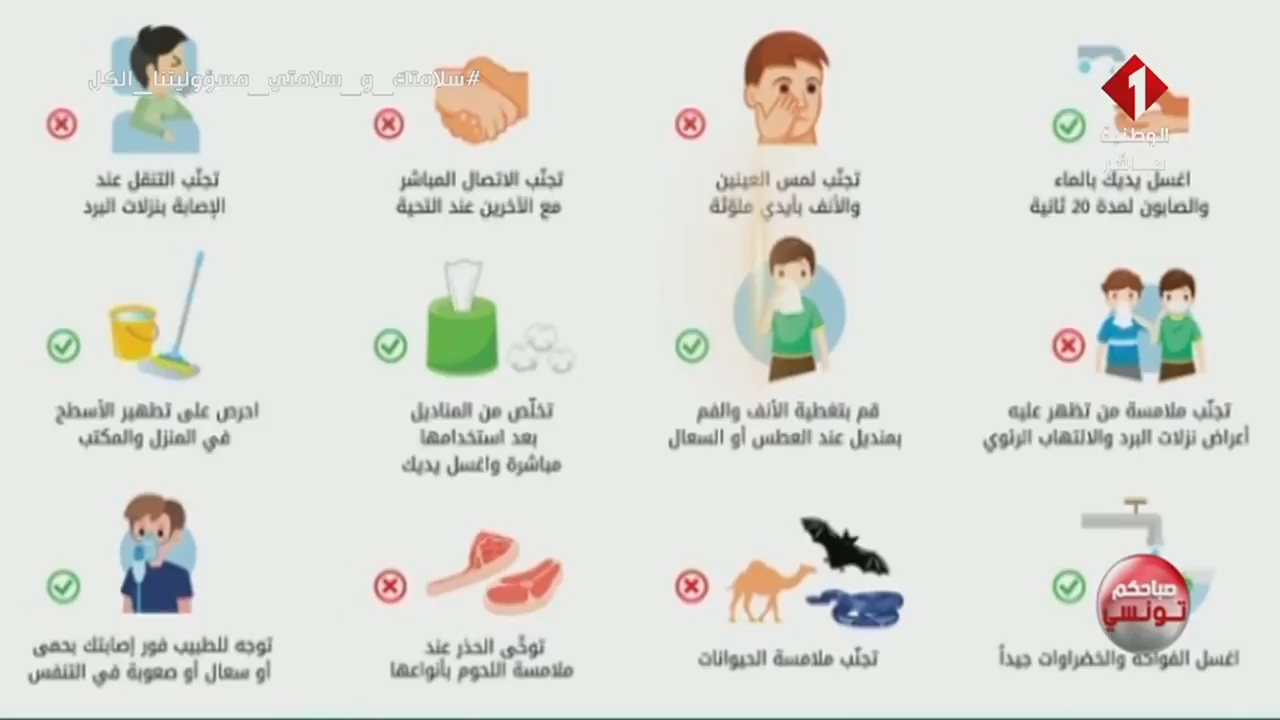 #سلامتك_و_سلامتي_مسؤوليتنا_الكل
1
الوطنية
اغسل يديك بالماء
والصابون لمدة 20 ثانية
تجنّب لمس العينين
والأنف بأيدي ملوّثة
تجنّب الاتصال المباشر
مع الآخرين عند التحية
تجنّب التنقل عند
الإصابة بنزلات البرد
تجنّب ملامسة من تظهر عليه
أعراض نزلات البرد والالتهاب الرئوي
قم بتغطية الأنف والفم
بمنديل عند العطس أو السعال
تخلّص من المناديل
بعد استخدامها
مباشرة واغسل يديك
احرص على تطهير الأسطح
في المنزل والمكتب
صباحكم
تونسي
اغسل الفواكه والخضراوات جيداً
تجنّب ملامسة الحيوانات
توخّى الحذر عند
ملامسة اللحوم بأنواعها
توجه للطبيب فور إصابتك بحمى
أو سعال أو صعوبة في التنفس